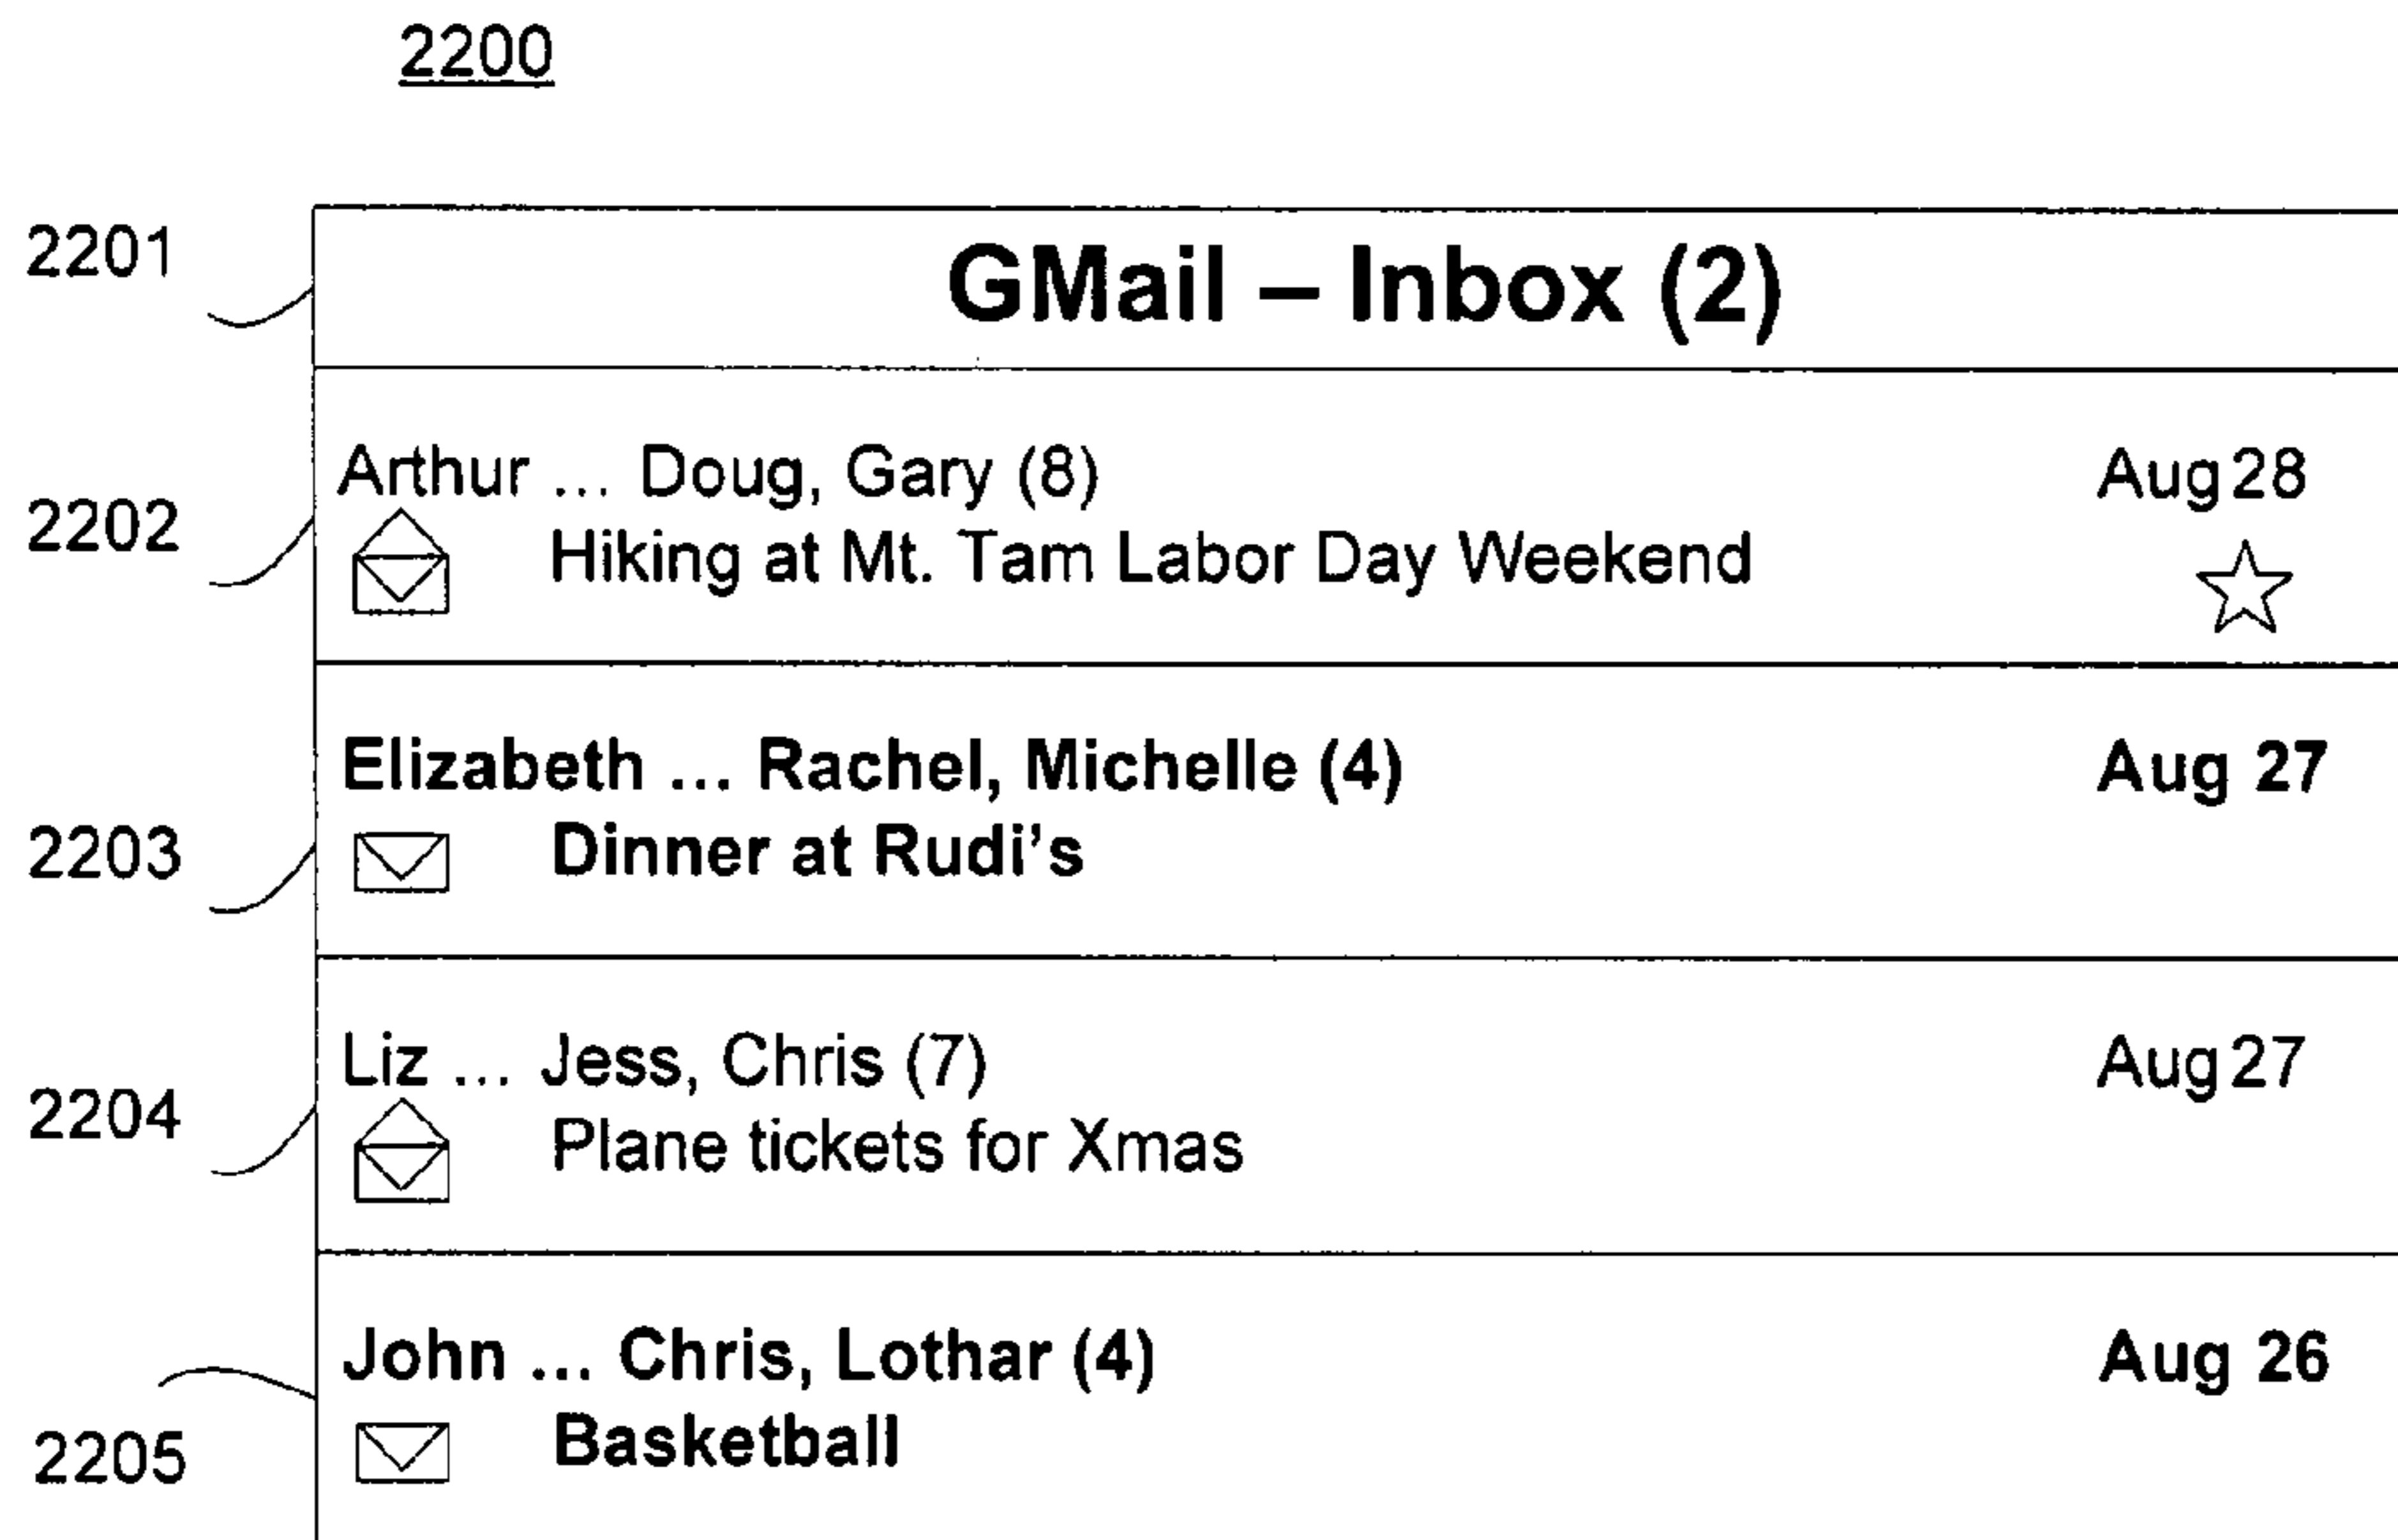 2200
2201
GMail – Inbox (2)
Arthur ... Doug, Gary (8) Aug 28
2202
Hiking at Mt. Tam Labor Day Weekend
Elizabeth ... Rachel, Michelle (4) Aug 27
2203
Dinner at Rudi's
Liz ... Jess, Chris (7) Aug 27
2204
Plane tickets for Xmas
John ... Chris, Lothar (4) Aug 26
2205
Basketball